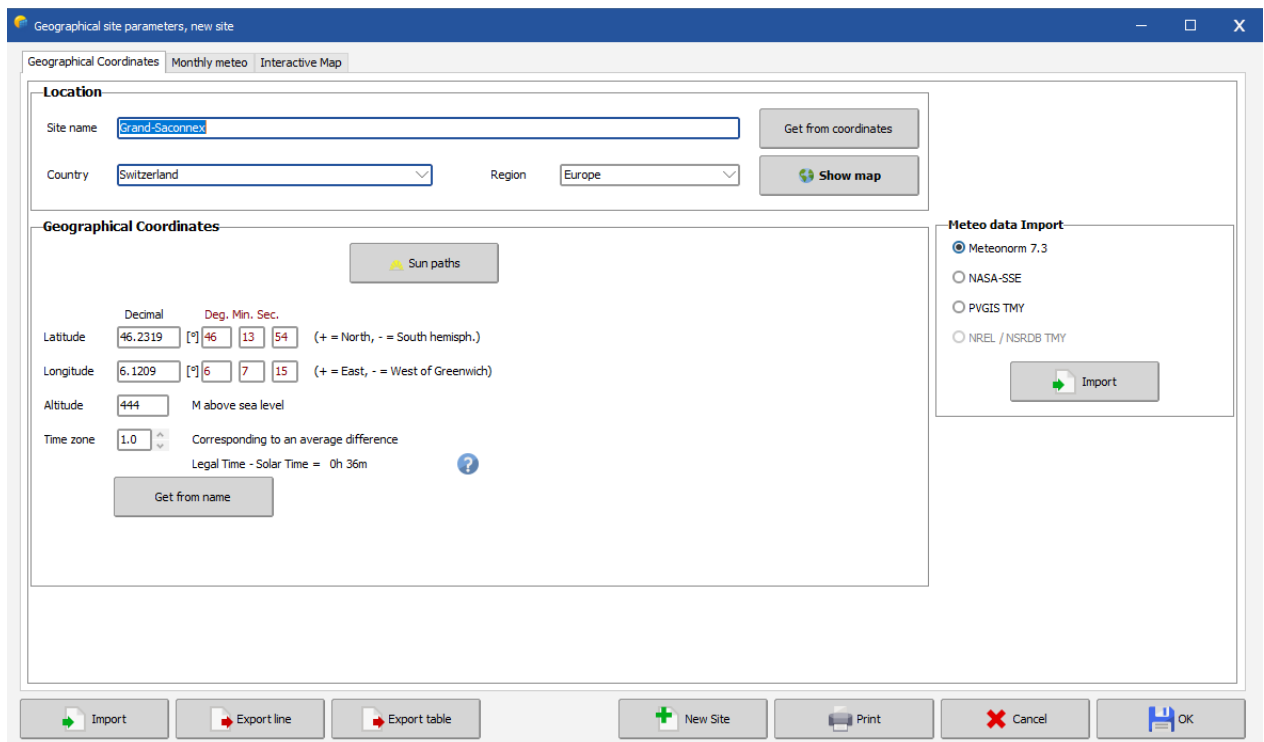 Geographical site parameters, new site
Geographical Coordinates Monthly meteo Interactive Map
Location
Site name Grand-Saconnex Get from coordinates
Country Switzerland Region Europe Show map
Geographical Coordinates
Sun paths
Decimal Deg. Min. Sec.
Latitude 46.2319 [°] 46 13 54 (+ = North, - = South hemisph.)
Longitude 6.1209 [°] 6 7 15 (+ = East, - = West of Greenwich)
Altitude 444 M above sea level
Time zone 1.0 Corresponding to an average difference
Legal Time - Solar Time = 0h 36m ?
Get from name
Meteo data Import
Meteonorm 7.3
NASA-SSE
PVGIS TMY
NREL / NSRDB TMY
Import
Import Export line Export table New Site Print Cancel OK